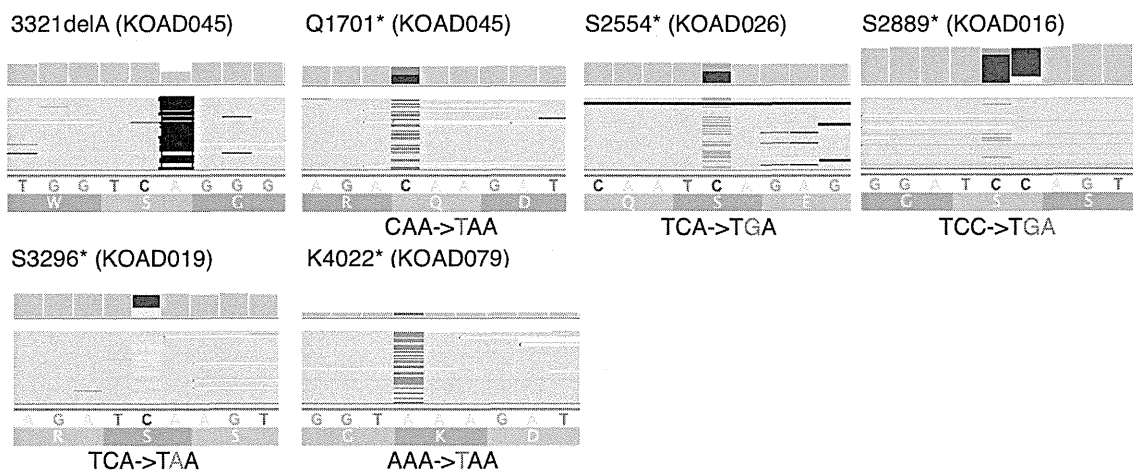 3321delA (KOAD045)
Q1701* (KOAD045)
S2554* (KOAD026)
S2889* (KOAD016)
T G G T C A G G G
A G A C A A G A T
C A A T C A G A G
G G A T C C A G T
W S G
R Q D
Q S E
G S S
CAA->TAA
TCA->TGA
TCC->TGA
S3296* (KOAD019)
K4022* (KOAD079)
A G A T C A A G T
G G T A A A G A T
R S S
G K D
TCA->TAA
AAA->TAA